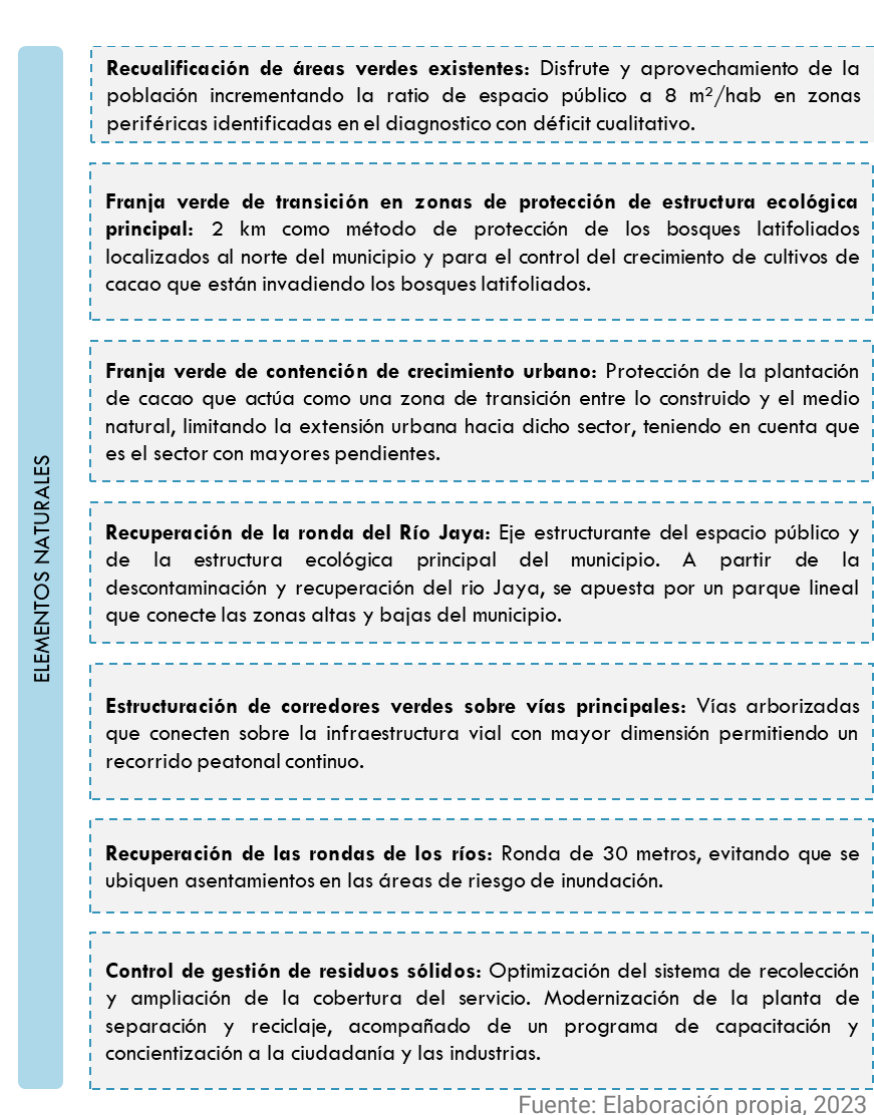 ELEMENTOS NATURALES
Recualificación de áreas verdes existentes: Disfrute y aprovechamiento de la
población incrementando la ratio de espacio público a 8 m²/hab en zonas
periféricas identificadas en el diagnostico con déficit cualitativo.
Franja verde de transición en zonas de protección de estructura ecológica
principal: 2 km como método de protección de los bosques latifoliados
localizados al norte del municipio y para el control del crecimiento de cultivos de
cacao que están invadiendo los bosques latifoliados.
Franja verde de contención de crecimiento urbano: Protección de la plantación
de cacao que actúa como una zona de transición entre lo construido y el medio
natural, limitando la extensión urbana hacia dicho sector, teniendo en cuenta que
es el sector con mayores pendientes.
Recuperación de la ronda del Río Jaya: Eje estructurante del espacio público y
de la estructura ecológica principal del municipio. A partir de la
descontaminación y recuperación del rio Jaya, se apuesta por un parque lineal
que conecte las zonas altas y bajas del municipio.
Estructuración de corredores verdes sobre vías principales: Vías arborizadas
que conecten sobre la infraestructura vial con mayor dimensión permitiendo un
recorrido peatonal continuo.
Recuperación de las rondas de los ríos: Ronda de 30 metros, evitando que se
ubiquen asentamientos en las áreas de riesgo de inundación.
Control de gestión de residuos sólidos: Optimización del sistema de recolección
y ampliación de la cobertura del servicio. Modernización de la planta de
separación y reciclaje, acompañado de un programa de capacitación y
concientización a la ciudadanía y las industrias.
Fuente: Elaboración propia, 2023